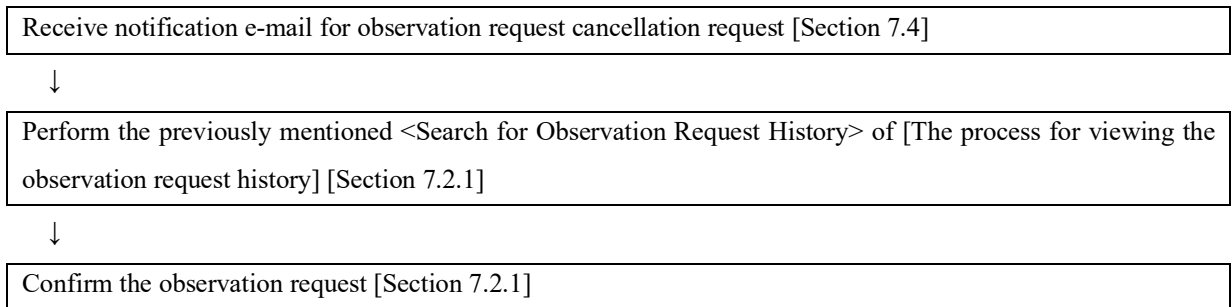 Receive notification e-mail for observation request cancellation request [Section 7.4]
↓
Perform the previously mentioned <Search for Observation Request History> of [The process for viewing the
observation request history] [Section 7.2.1]
↓
Confirm the observation request [Section 7.2.1]